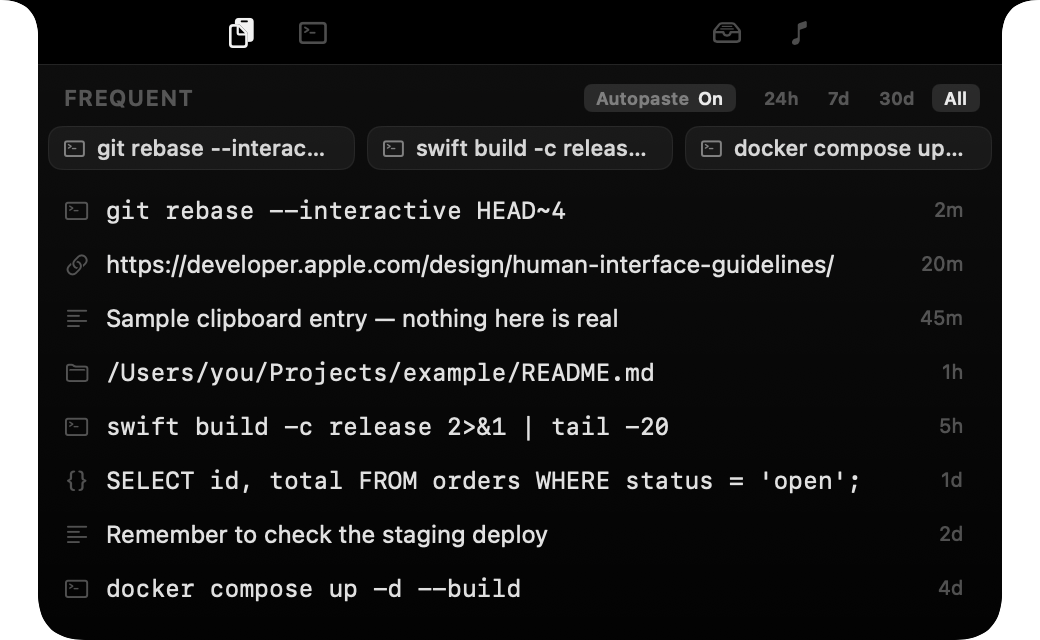 FREQUENT Autopaste On 24h 7d 30d All
git rebase --interac... swift build -c releas... docker compose up...
git rebase --interactive HEAD~4 2m
https://developer.apple.com/design/human-interface-guidelines/ 20m
Sample clipboard entry — nothing here is real 45m
/Users/you/Projects/example/README.md 1h
swift build -c release 2>&1 | tail -20 5h
SELECT id, total FROM orders WHERE status = 'open'; 1d
Remember to check the staging deploy 2d
docker compose up -d --build 4d